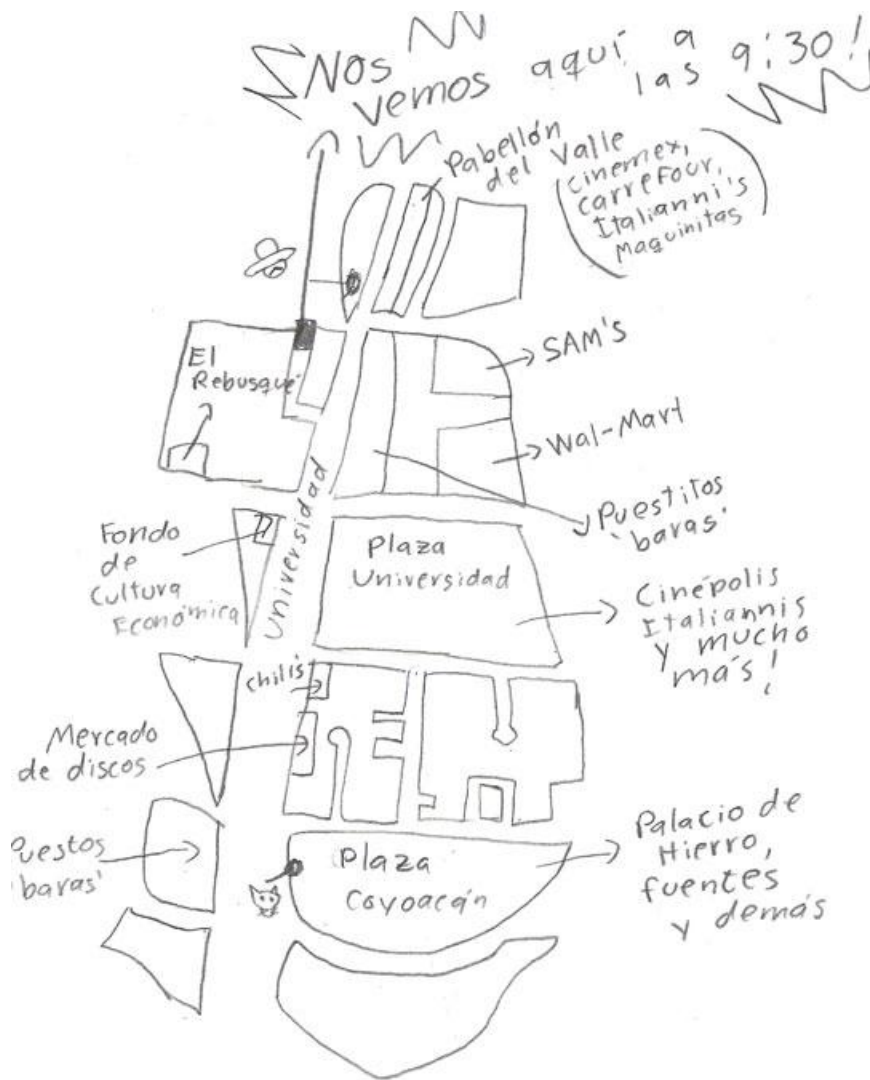 ¡Nos
vemos aquí a
las 9:30!
Pabellón
del Valle
(Cinemex,
Carrefour,
Italianni's
Maquinitas)
SAM'S
El
Rebusque
Wal-Mart
Puestitos
'baras'
Universidad
Fondo
de
Cultura
Económica
Plaza
Universidad
Cinépolis
Italiannis
y mucho
más!
Chilis
Mercado
de discos
Puestos
'baras'
Plaza
Coyoacán
Palacio de
Hierro,
fuentes
y demás